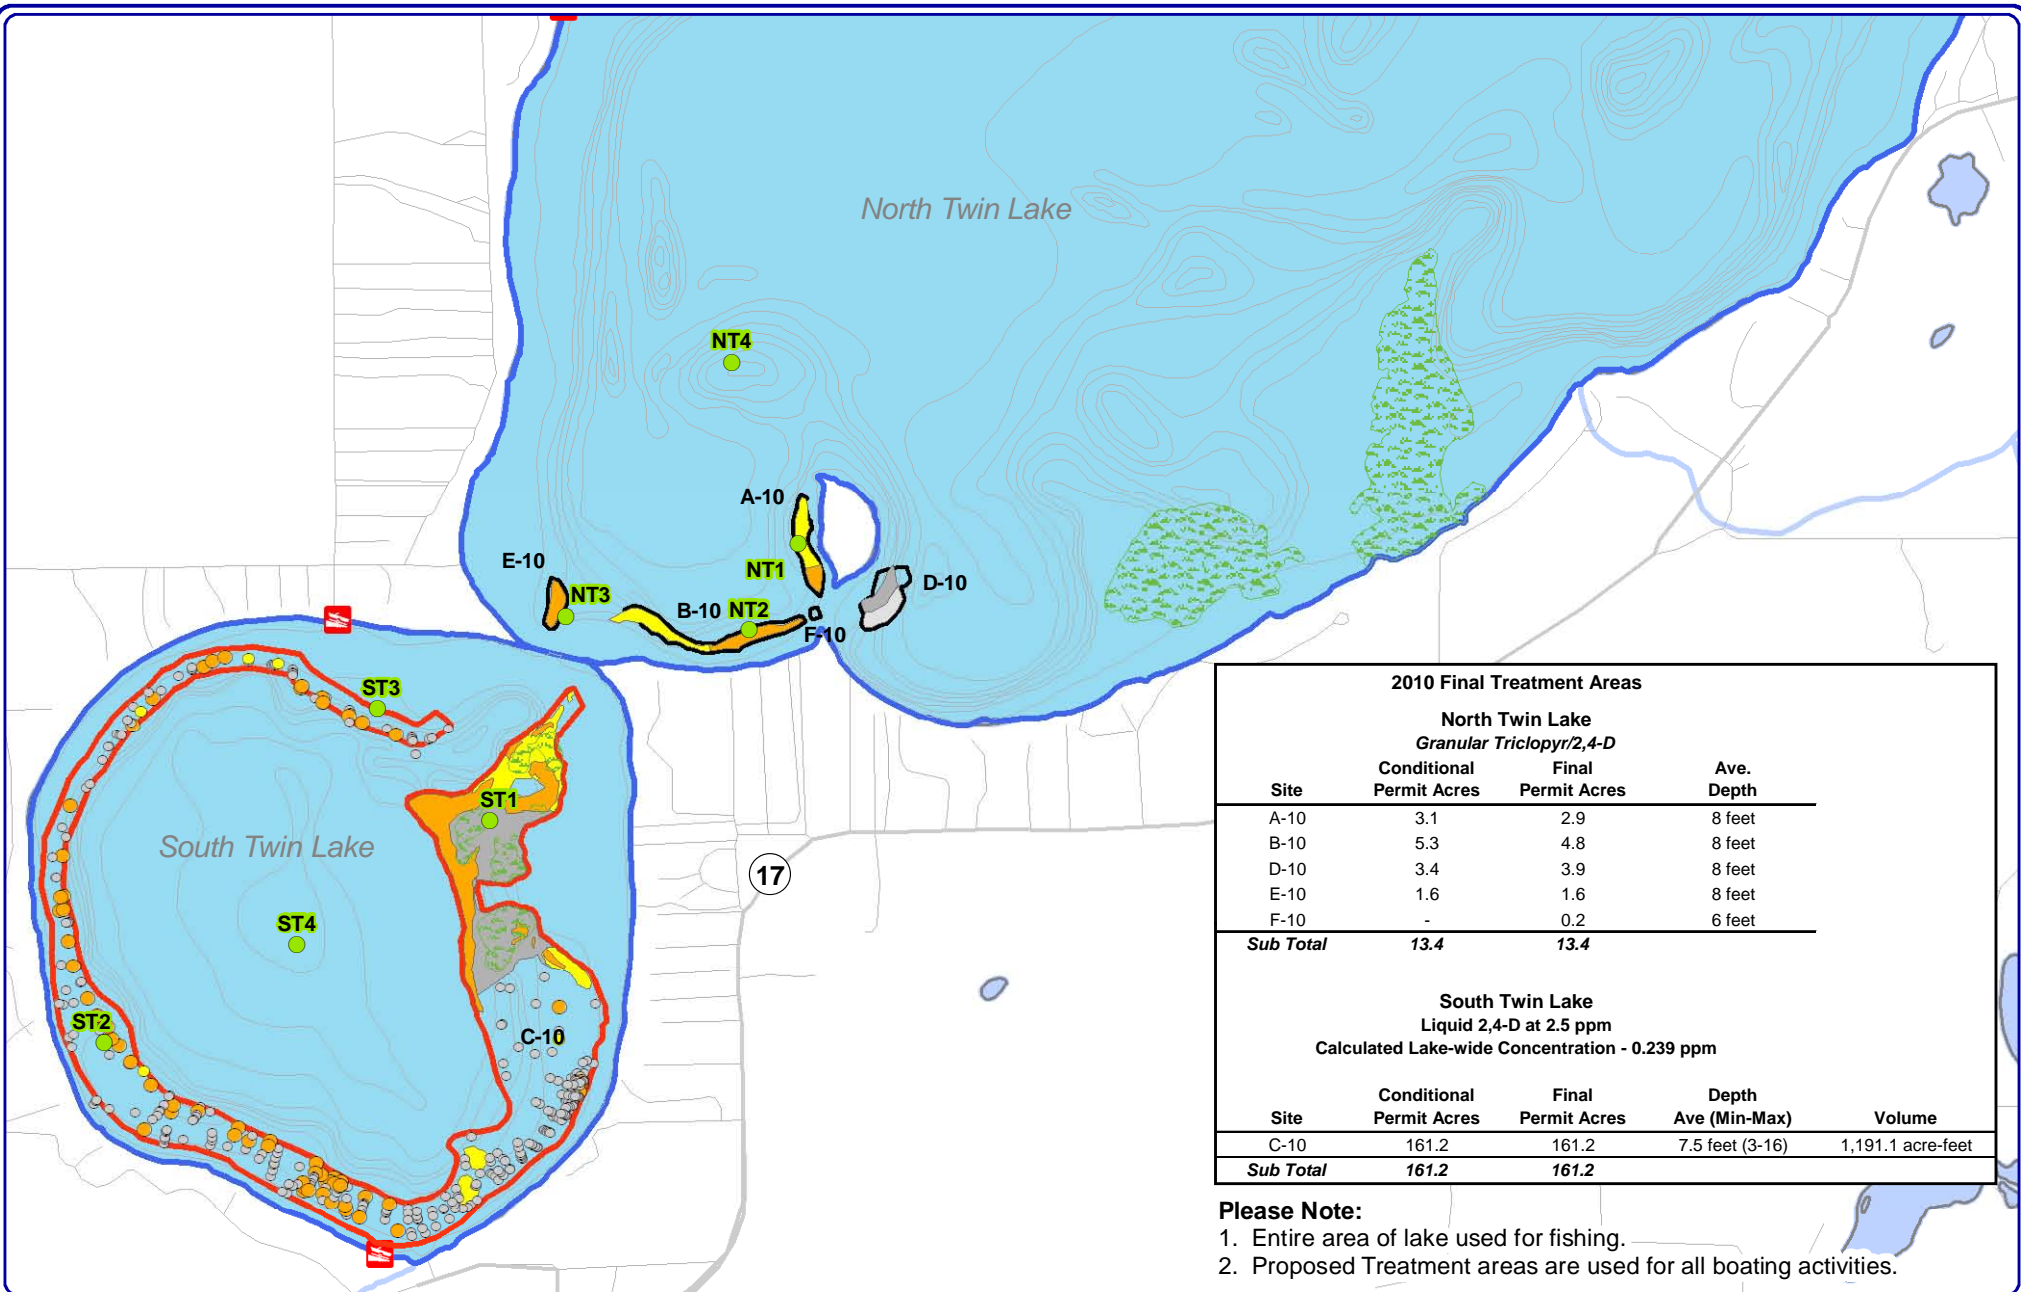 North Twin Lake
NT4
A-10
E-10
NT1
D-10
NT3
B-10 NT2
F-10
ST3
ST1
South Twin Lake
17
ST4
ST2
C-10
2010 Final Treatment Areas
North Twin Lake
Granular Triclopyr/2,4-D
Conditional Final Ave.
Site Permit Acres Permit Acres Depth
A-10 3.1 2.9 8 feet
B-10 5.3 4.8 8 feet
D-10 3.4 3.9 8 feet
E-10 1.6 1.6 8 feet
F-10 - 0.2 6 feet
Sub Total 13.4 13.4
South Twin Lake
Liquid 2,4-D at 2.5 ppm
Calculated Lake-wide Concentration - 0.239 ppm
Conditional Final Depth
Site Permit Acres Permit Acres Ave (Min-Max) Volume
C-10 161.2 161.2 7.5 feet (3-16) 1,191.1 acre-feet
Sub Total 161.2 161.2
Please Note:
1. Entire area of lake used for fishing.
2. Proposed Treatment areas are used for all boating activities.